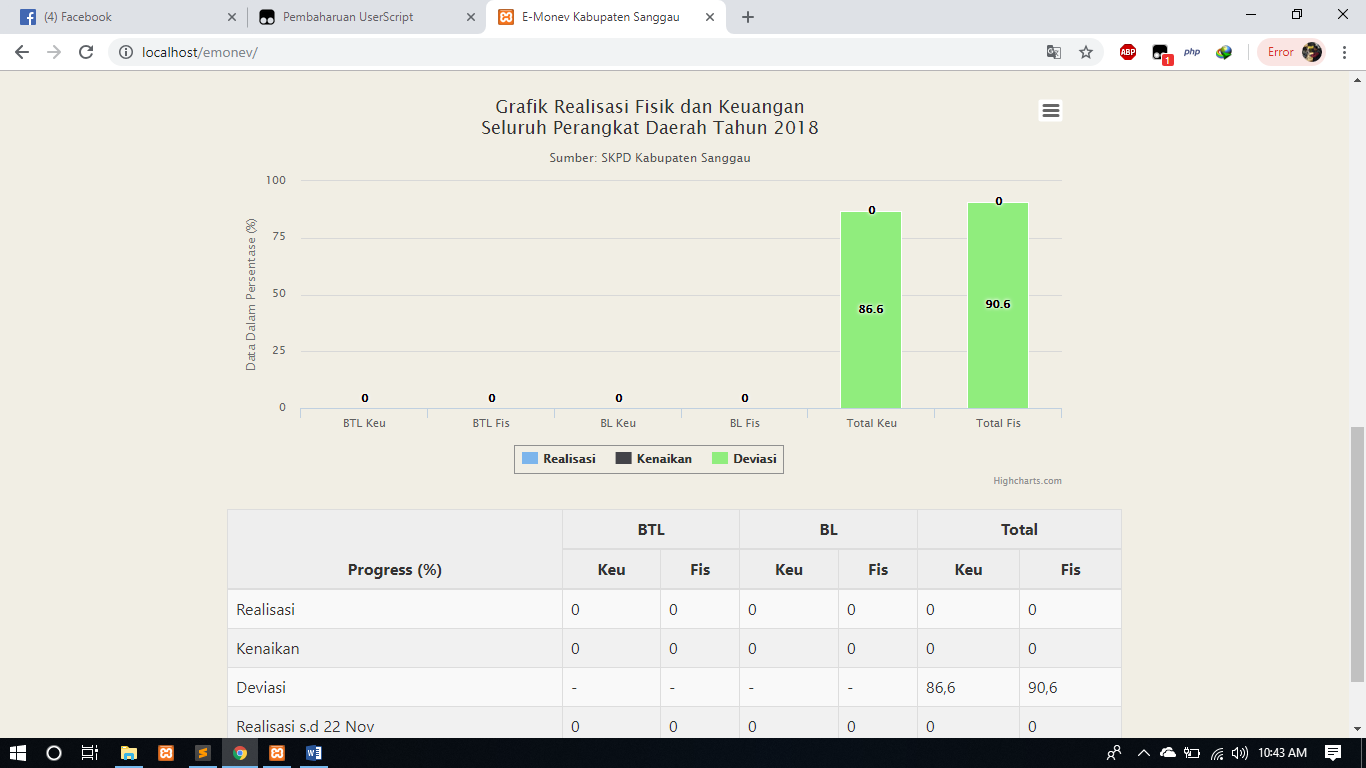 (4) Facebook
Pembaharuan UserScript
E-Monev Kabupaten Sanggau
localhost/emonev/
ABP
1
php
Error
Grafik Realisasi Fisik dan Keuangan
Seluruh Perangkat Daerah Tahun 2018
Sumber: SKPD Kabupaten Sanggau
Data Dalam Persentase (%)
100
75
50
25
0
0
0
0
0
0
86.6
0
90.6
BTL Keu
BTL Fis
BL Keu
BL Fis
Total Keu
Total Fis
Realisasi
Kenaikan
Deviasi
Highcharts.com
Progress (%) BTL BL Total
Keu Fis Keu Fis Keu Fis
Realisasi 0 0 0 0 0 0
Kenaikan 0 0 0 0 0 0
Deviasi - - - - 86,6 90,6
Realisasi s.d 22 Nov 0 0 0 0 0 0
10:43 AM